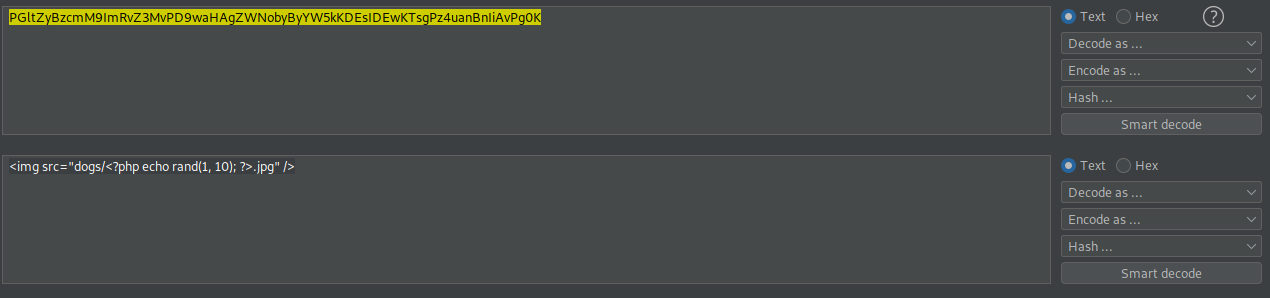 PGltZyBzcmM9ImRvZ3MvPD9waHAgZWNobyByYW5kKDEsIDEwKTsgPz4uanBnIiAvPg0K
Text Hex ?
Decode as ...
Encode as ...
Hash ...
Smart decode
<img src="dogs/<?php echo rand(1, 10); ?>.jpg" />
Text Hex
Decode as ...
Encode as ...
Hash ...
Smart decode